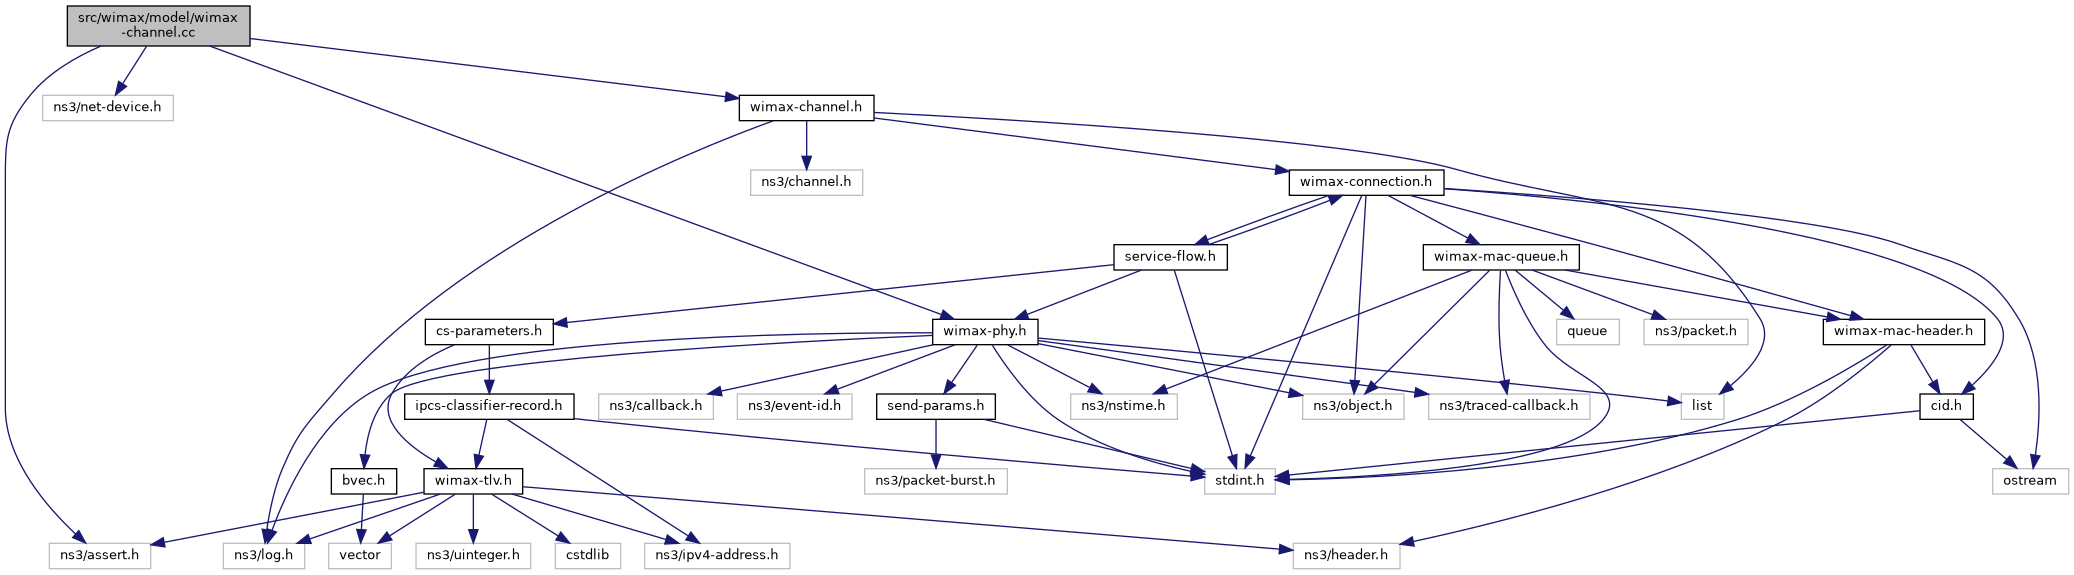 src/wimax/model/wimax
-channel.cc
ns3/net-device.h
wimax-channel.h
ns3/channel.h
wimax-connection.h
service-flow.h
wimax-mac-queue.h
cs-parameters.h
wimax-phy.h
queue
ns3/packet.h
wimax-mac-header.h
ipcs-classifier-record.h
ns3/callback.h
ns3/event-id.h
send-params.h
ns3/nstime.h
ns3/object.h
ns3/traced-callback.h
list
cid.h
bvec.h
wimax-tlv.h
ns3/packet-burst.h
stdint.h
ostream
ns3/assert.h
ns3/log.h
vector
ns3/uinteger.h
cstdlib
ns3/ipv4-address.h
ns3/header.h